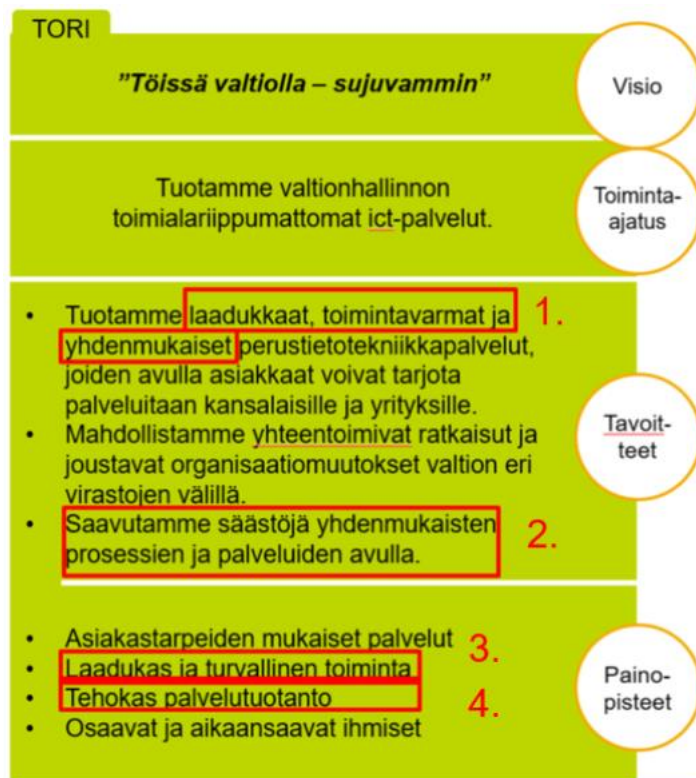 TORI
”Töissä valtiolla – sujuvammin”
Visio
Tuotamme valtionhallinnon
toimialariippumattomat ict-palvelut.
Toiminta-
ajatus
• Tuotamme laadukkaat, toimintavarmat ja
yhdenmukaiset perustietotekniikkapalvelut,
joiden avulla asiakkaat voivat tarjota
palveluitaan kansalaisille ja yrityksille.
1.
• Mahdollistamme yhteentoimivat ratkaisut ja
joustavat organisaatiomuutokset valtion eri
virastojen välillä.
• Saavutamme säästöjä yhdenmukaisten
prosessien ja palveluiden avulla.
2.
Tavoit-
teet
• Asiakastarpeiden mukaiset palvelut
• Laadukas ja turvallinen toiminta
3.
• Tehokas palvelutuotanto
4.
• Osaavat ja aikaansaavat ihmiset
Paino-
pisteet